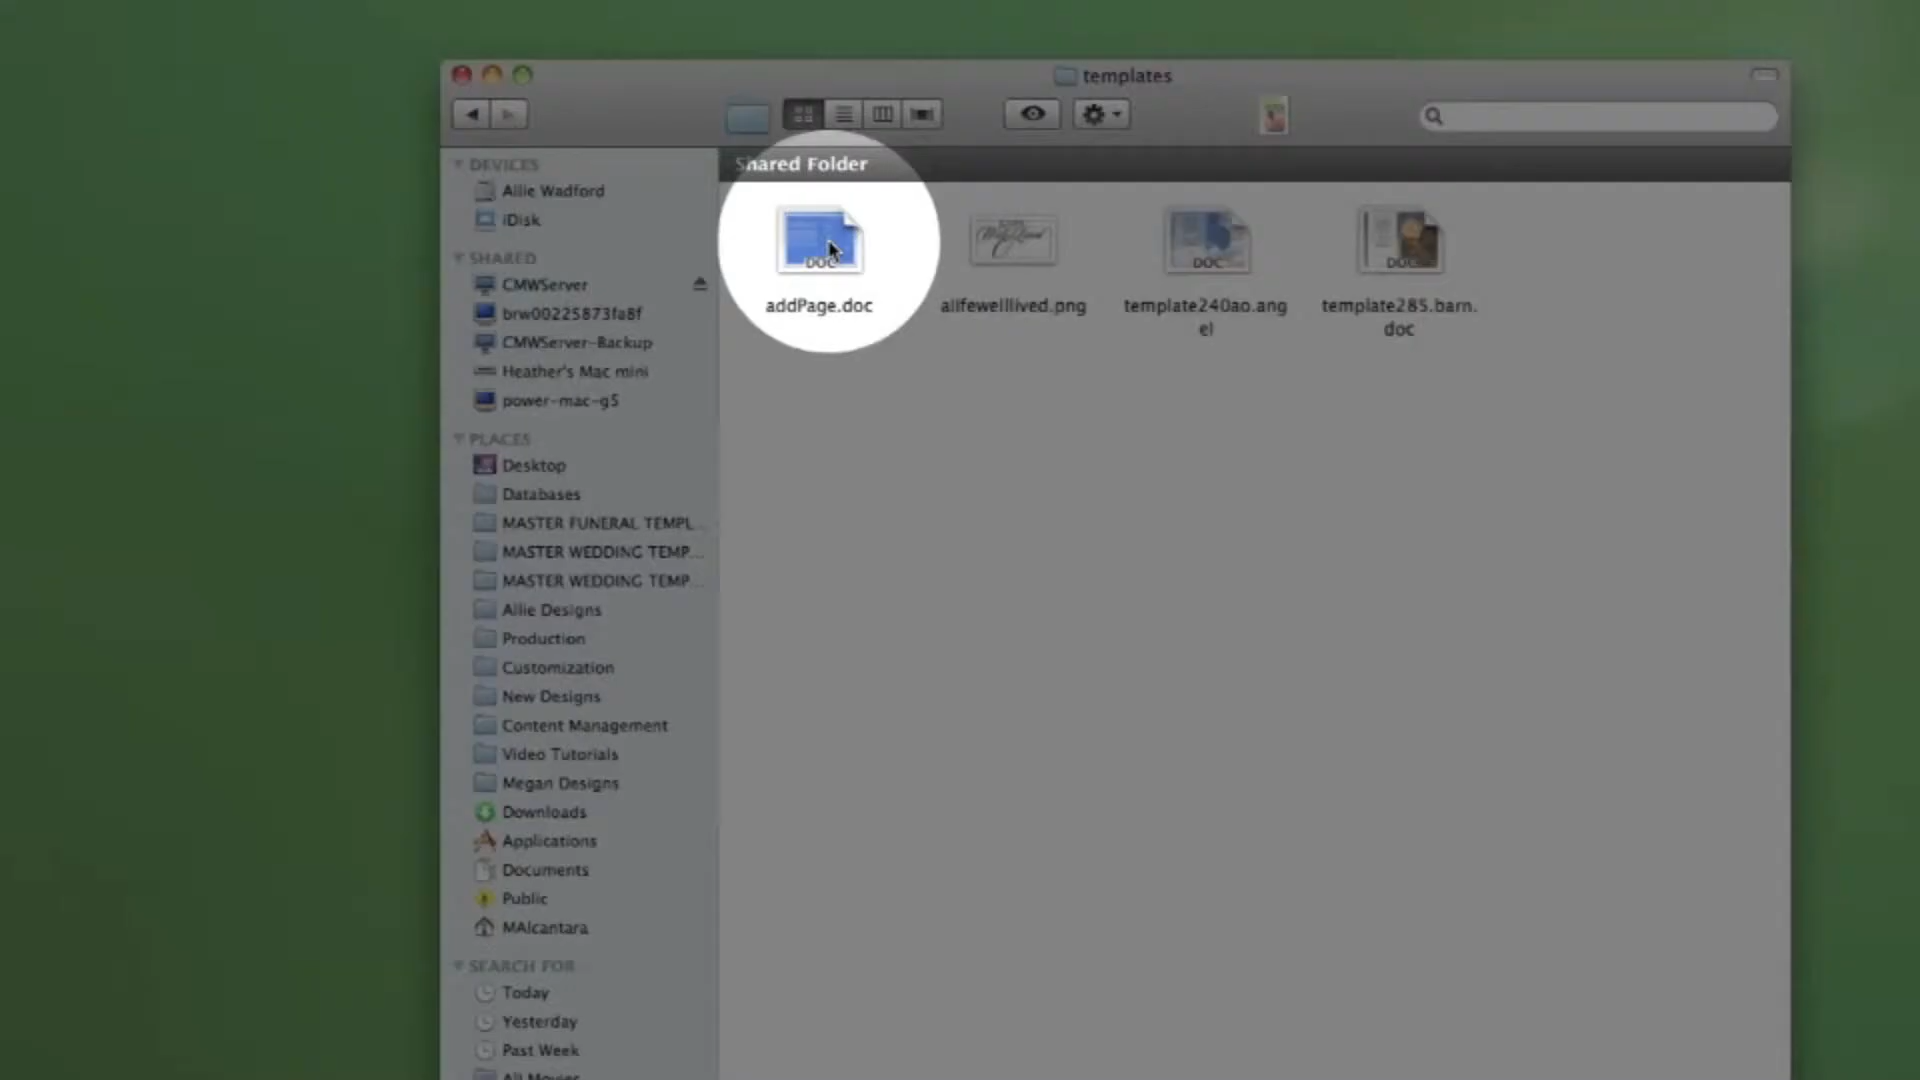 templates
Shared Folder
DEVICES
Allie Wadford
iDisk
SHARED
CMWServer
brw00225873fa8f
CMWServer-Backup
Heather's Mac mini
power-mac-g5
PLACES
Desktop
Databases
MASTER FUNERAL TEMPL...
MASTER WEDDING TEMP...
MASTER WEDDING TEMP...
Allie Designs
Production
Customization
New Designs
Content Management
Video Tutorials
Megan Designs
Downloads
Applications
Documents
Public
MAlcantara
SEARCH FOR
Today
Yesterday
Past Week
All Movies
DOC
addPage.doc
alifewelllived.png
DOC
template240ao.ang
el
DOC
template285.barn.
doc